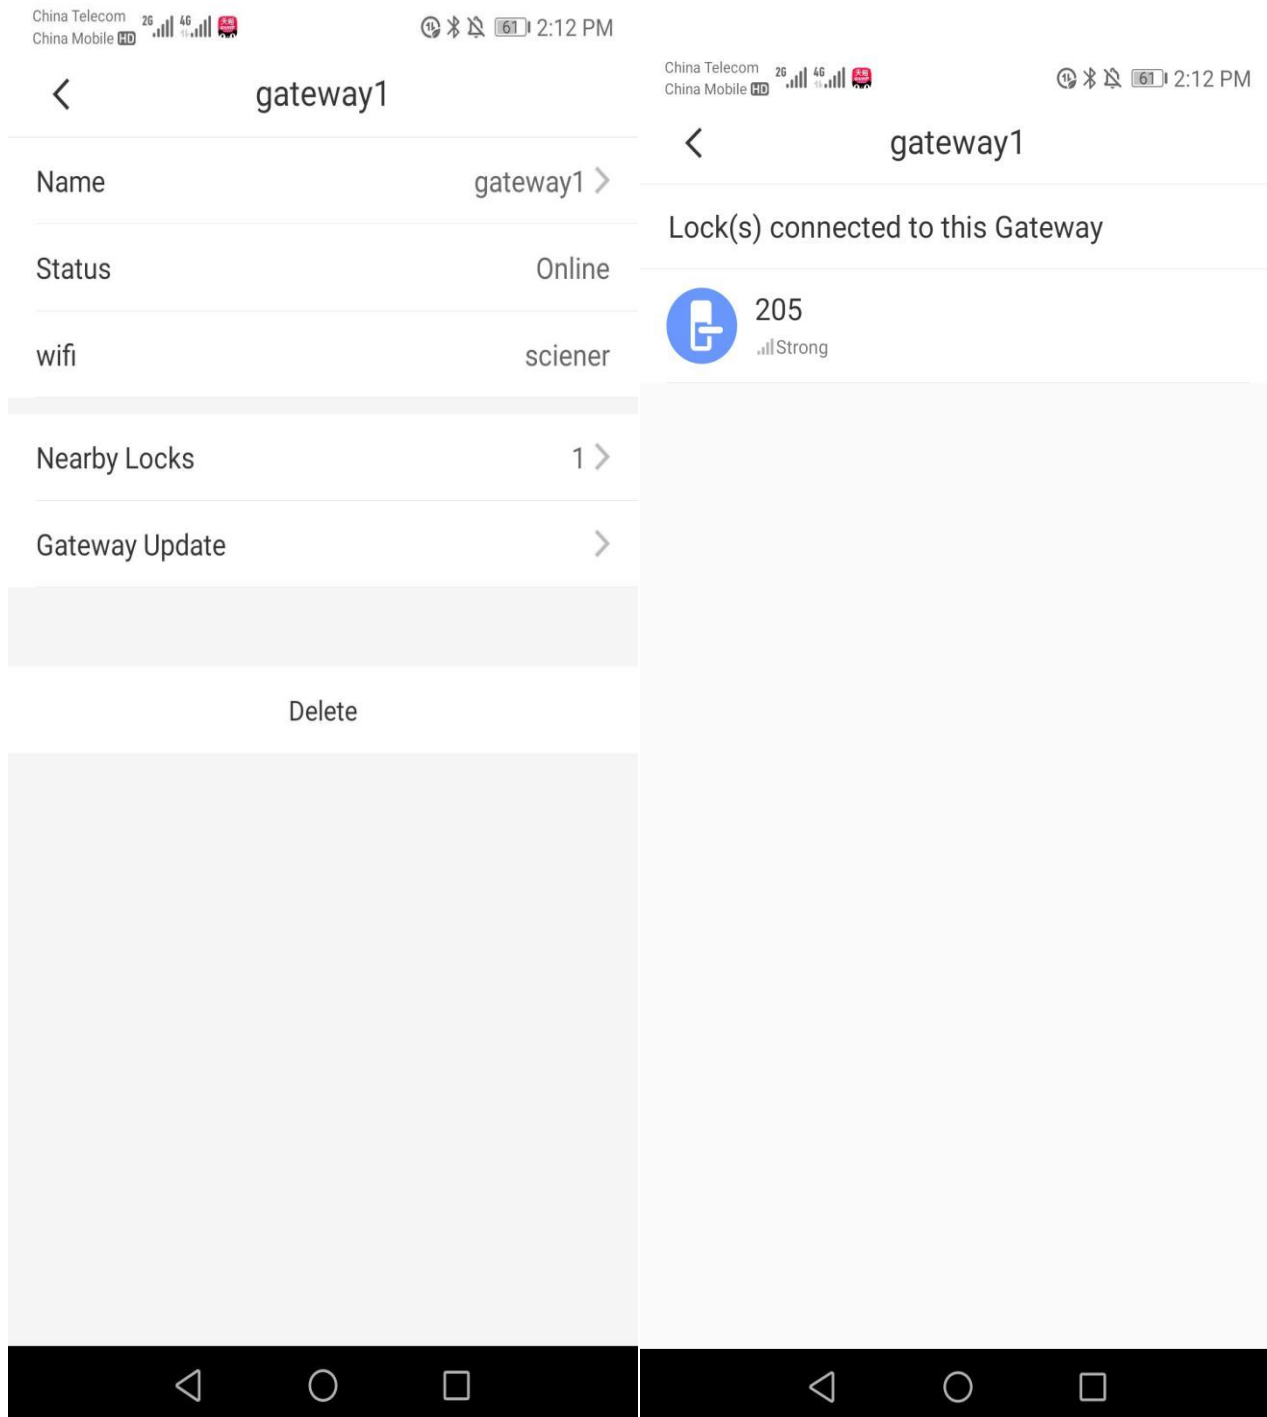 China Telecom 2G 4G
China Mobile HD
61 2:12 PM
gateway1
Name gateway1
Status Online
wifi sciener
Nearby Locks 1
Gateway Update
Delete
China Telecom 2G 4G
China Mobile HD
61 2:12 PM
gateway1
Lock(s) connected to this Gateway
205
Strong